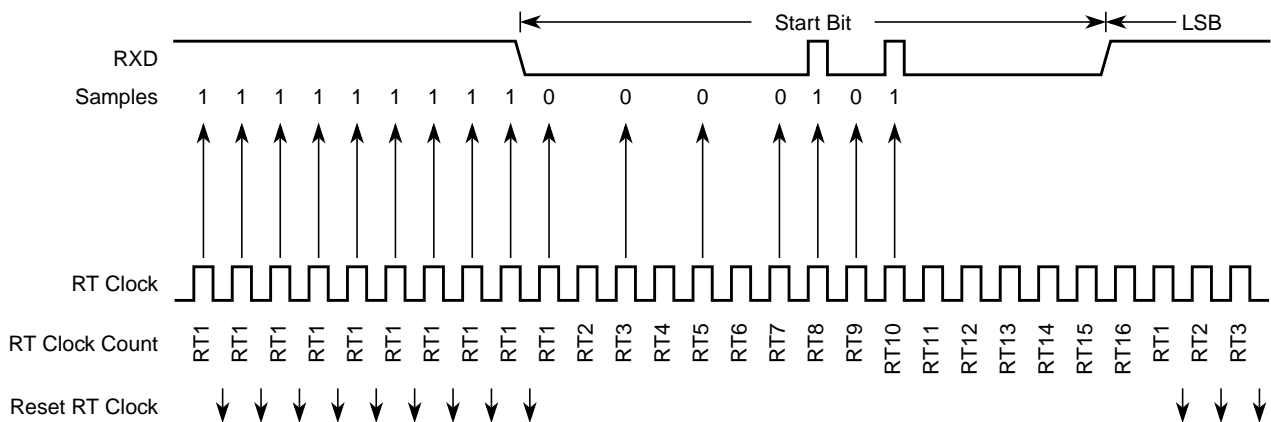 Start Bit LSB
RXD
Samples 1 1 1 1 1 1 1 1 1 0 0 0 0 1 0 1
RT Clock
RT Clock Count RT1 RT1 RT1 RT1 RT1 RT1 RT1 RT1 RT1 RT1 RT2 RT3 RT4 RT5 RT6 RT7 RT8 RT9 RT10 RT11 RT12 RT13 RT14 RT15 RT16 RT1 RT2 RT3
Reset RT Clock